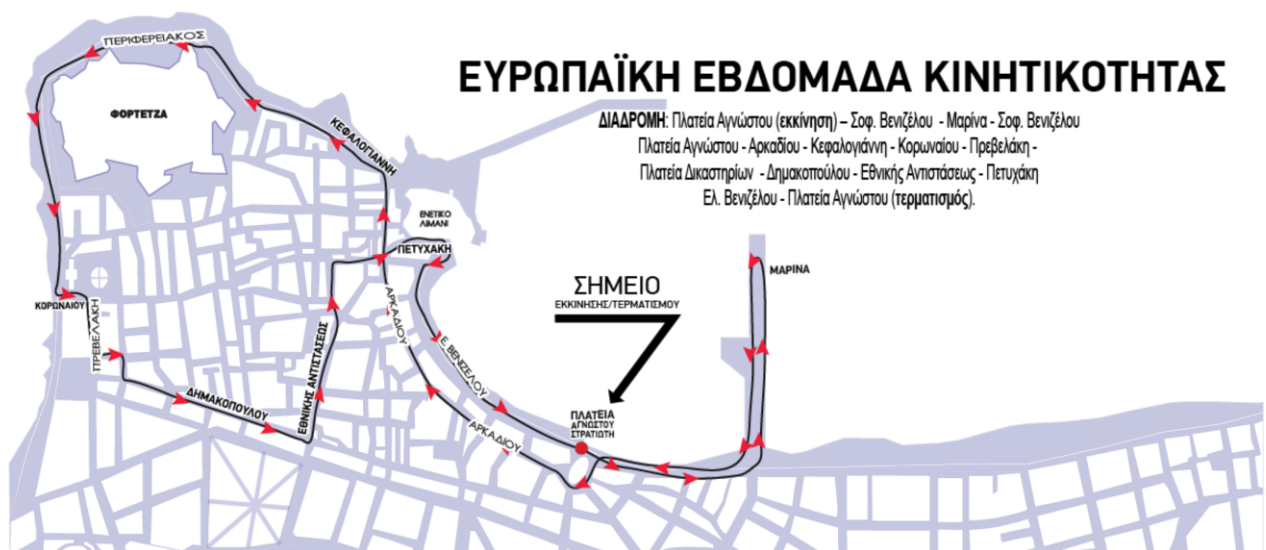 ΕΥΡΩΠΑΪΚΗ ΕΒΔΟΜΑΔΑ ΚΙΝΗΤΙΚΟΤΗΤΑΣ
ΔΙΑΔΡΟΜΗ: Πλατεία Αγνώστου (εκκίνηση) – Σοφ. Βενιζέλου - Μαρίνα - Σοφ. Βενιζέλου
Πλατεία Αγνώστου - Αρκαδίου - Κεφαλογιάννη - Κορωναίου - Πρεβελάκη -
Πλατεία Δικαστηρίων - Δημακοπούλου - Εθνικής Αντιστάσεως - Πετυχάκη
Ελ. Βενιζέλου - Πλατεία Αγνώστου (τερματισμός).
ΠΕΡΙΦΕΡΕΙΑΚΟΣ
ΦΟΡΤΕΤΖΑ
ΚΕΦΑΛΟΓΙΑΝΝΗ
ΕΝΕΤΙΚΟ
ΛΙΜΑΝΙ
ΠΕΤΥΧΑΚΗ
ΜΑΡΙΝΑ
ΣΗΜΕΙΟ
ΕΚΚΙΝΗΣΗΣ/ΤΕΡΜΑΤΙΣΜΟΥ
ΚΟΡΩΝΑΙΟΥ
ΠΡΕΒΕΛΑΚΗ
ΑΡΚΑΔΙΟΥ
Ε. ΒΕΝΙΖΕΛΟΥ
ΔΗΜΑΚΟΠΟΥΛΟΥ
ΕΘΝΙΚΗΣ ΑΝΤΙΣΤΑΣΕΩΣ
ΑΡΚΑΔΙΟΥ
ΠΛΑΤΕΙΑ
ΑΓΝΩΣΤΟΥ
ΣΤΡΑΤΙΩΤΗ